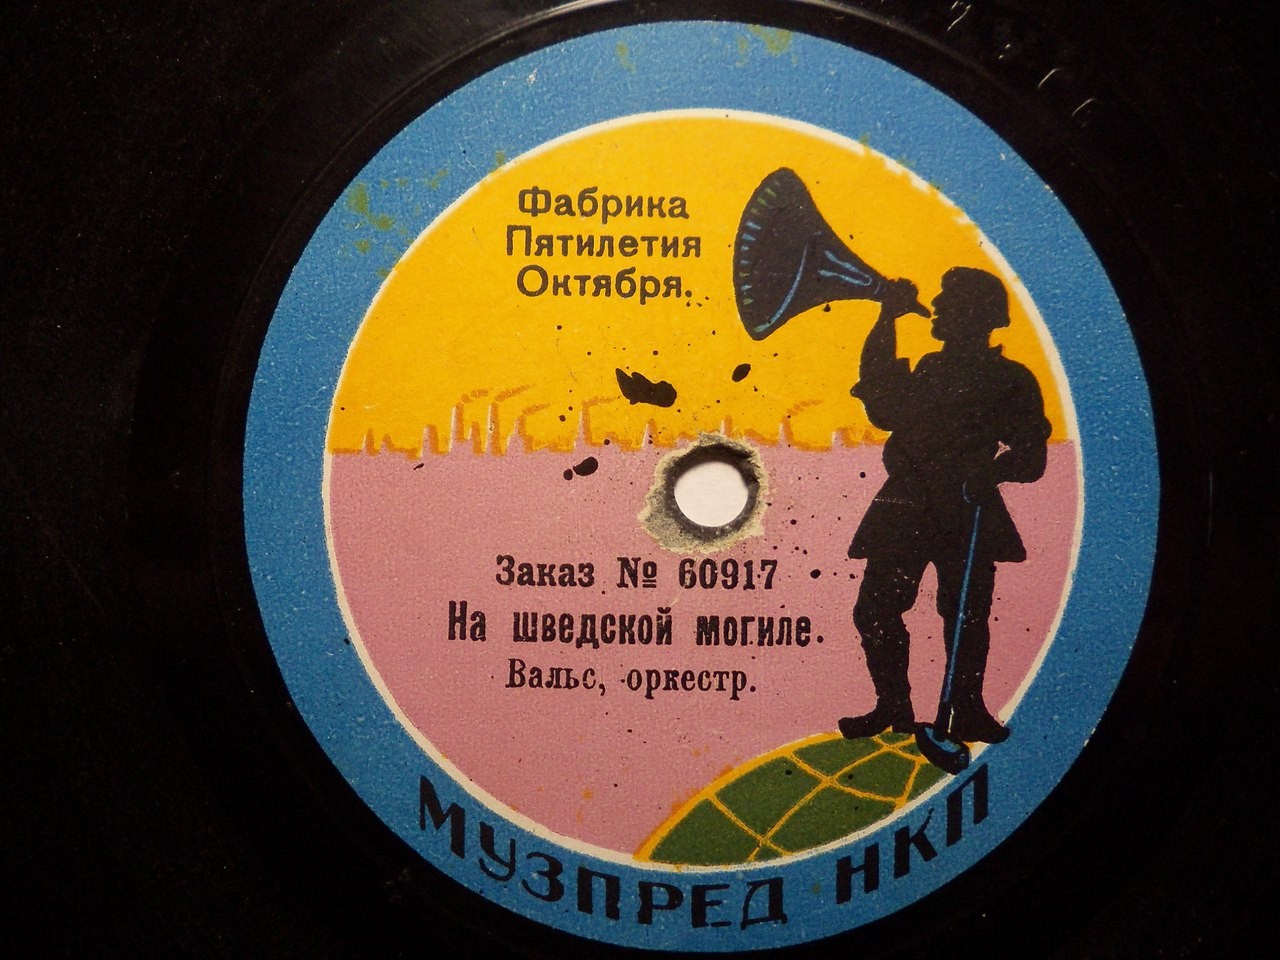 Фабрика
Пятилетия
Октября.
Заказ № 60917
На шведской могиле.
Вальс, оркестр.
МУЗПРЕД НКП